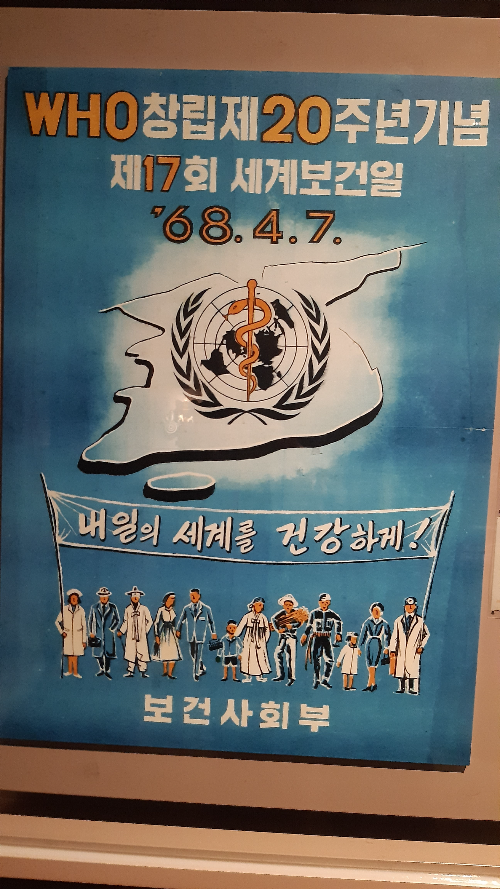 WHO창립제20주년기념
제17회 세계보건일
'68.4.7.
내일의 세계를 건강하게!
보건사회부